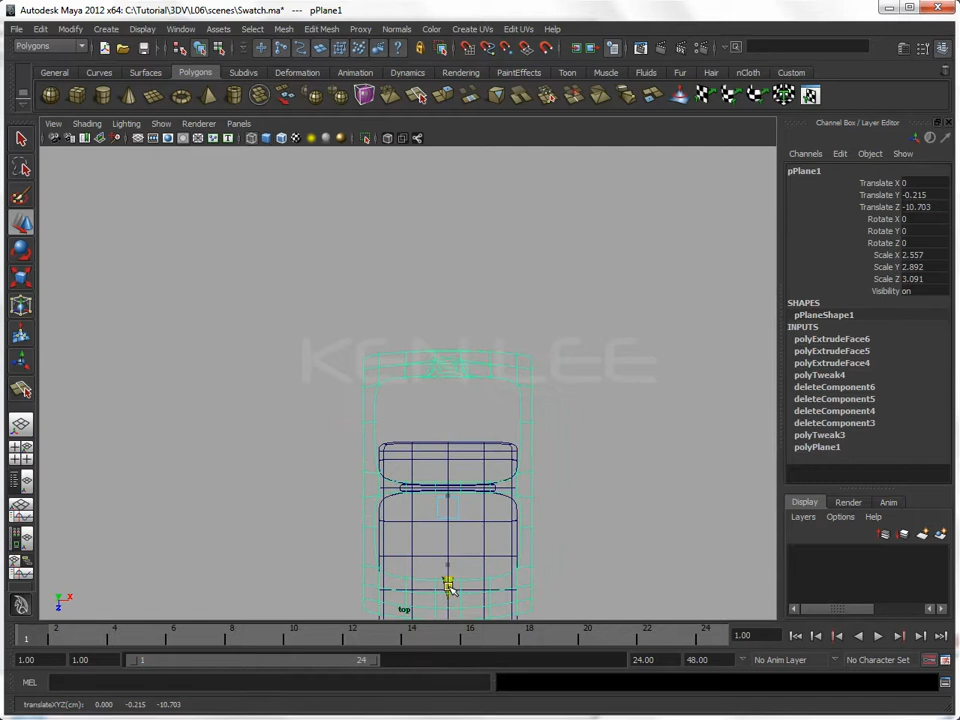 Autodesk Maya 2012 x64: C:\Tutorial\3DV\L06\scenes\Swatch.ma* --- pPlane1
File Edit Modify Create Display Window Assets Select Mesh Edit Mesh Proxy Normals Color Create UVs Edit UVs Help
Polygons
General Curves Surfaces Polygons Subdivs Deformation Animation Dynamics Rendering PaintEffects Toon Muscle Fluids Fur Hair nCloth Custom
View Shading Lighting Show Renderer Panels
Channel Box / Layer Editor
Channels Edit Object Show
pPlane1
Translate X 0
Translate Y -0.215
Translate Z -10.703
Rotate X 0
Rotate Y 0
Rotate Z 0
Scale X 2.557
Scale Y 2.892
Scale Z 3.091
Visibility on
SHAPES
pPlaneShape1
INPUTS
polyExtrudeFace6
polyExtrudeFace5
polyExtrudeFace4
polyTweak4
deleteComponent6
deleteComponent5
deleteComponent4
deleteComponent3
polyTweak3
polyPlane1
KEN LEE
Display Render Anim
Layers Options Help
top
Z X
1 2 4 6 8 10 12 14 16 18 20 22 24 1.00
1.00 1.00 1 24 24.00 48.00 No Anim Layer No Character Set
MEL
translateXYZ(cm): 0.000 -0.215 -10.703